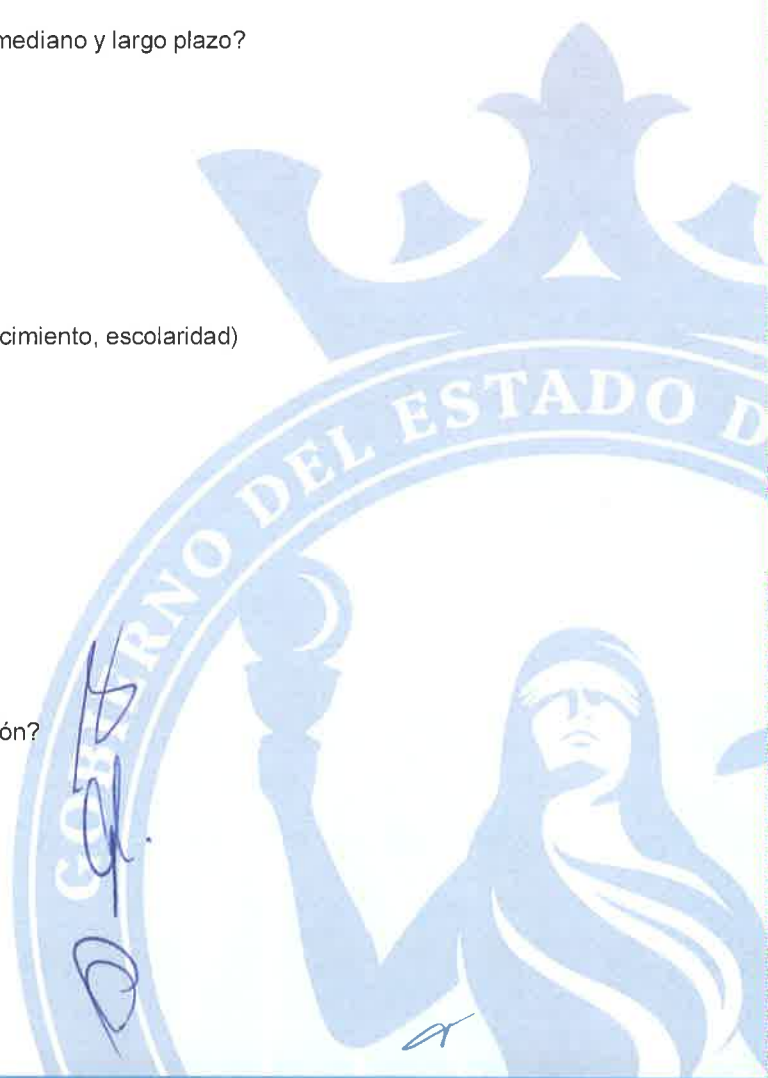 mediano y largo plazo?
cimiento, escolaridad)
ón?
GOBIERNO DEL ESTADO D